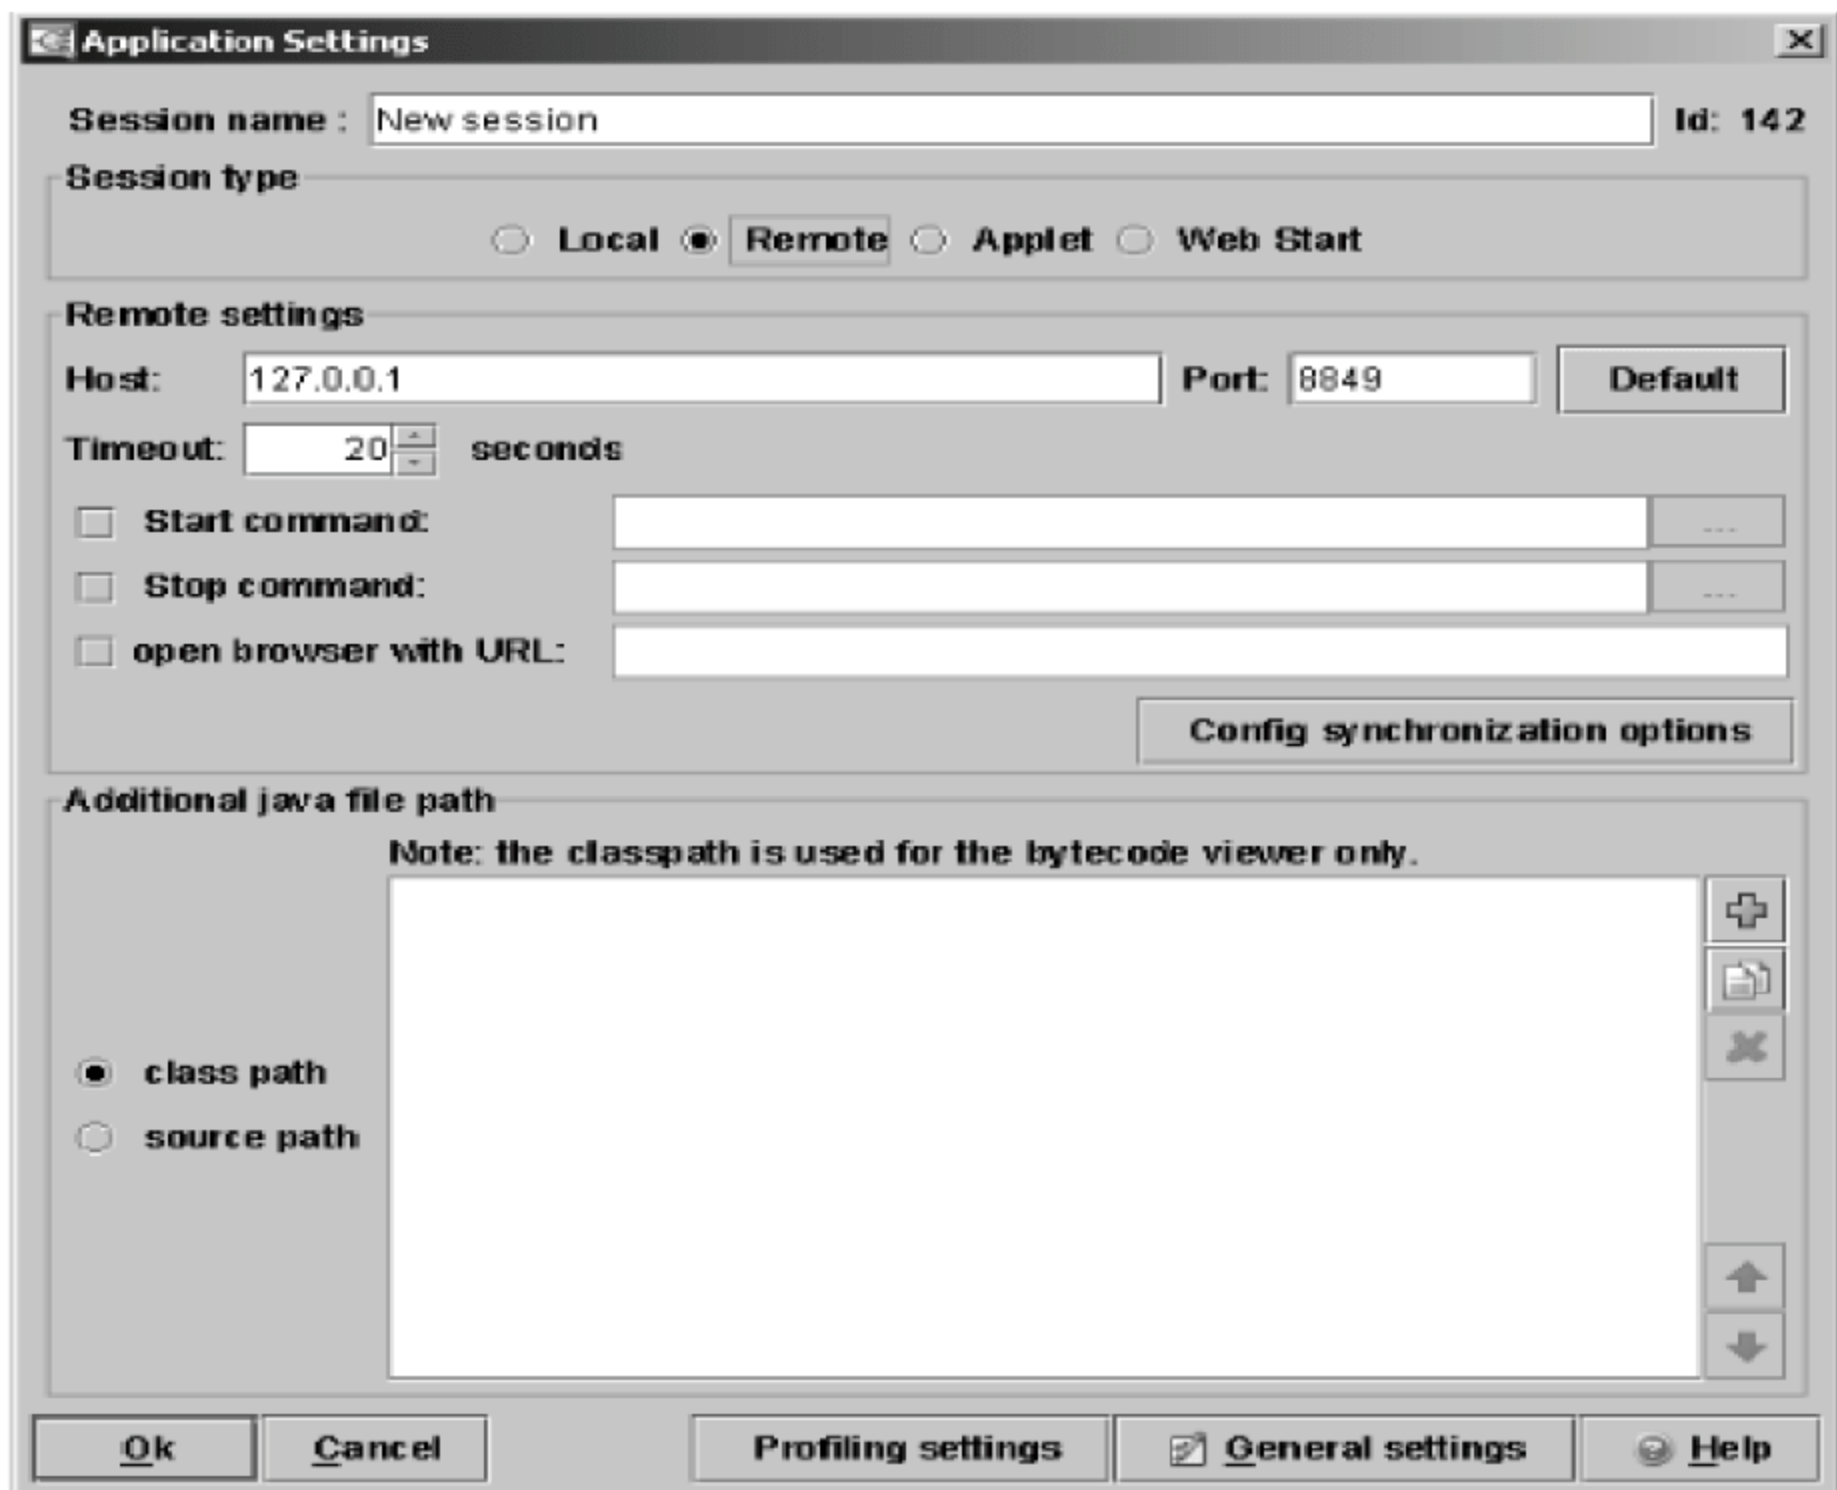 Application Settings
Session name : New session Id: 142
Session type
Local Remote Applet Web Start
Remote settings
Host: 127.0.0.1 Port: 8849 Default
Timeout: 20 seconds
Start command: ...
Stop command: ...
open browser with URL:
Config synchronization options
Additional java file path
Note: the classpath is used for the bytecode viewer only.
class path
source path
Ok Cancel Profiling settings General settings Help